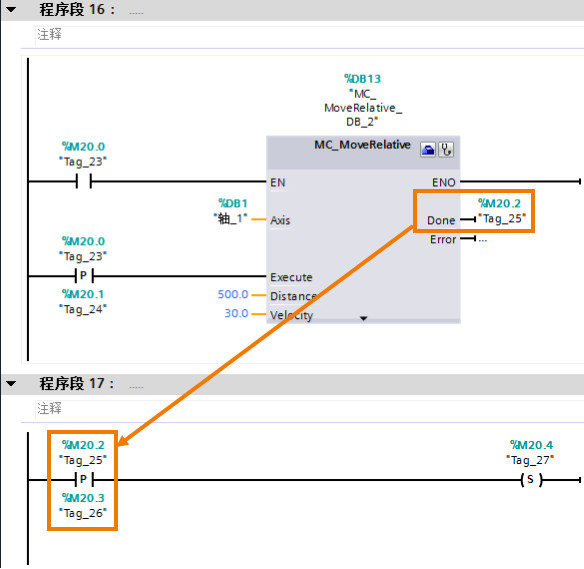 程序段 16： ......
注释
%DB13
"MC_
MoveRelative_
DB_2"
MC_MoveRelative
%M20.0
"Tag_23"
EN
ENO
%DB1
"轴_1"
Axis
%M20.2
Done
"Tag_25"
Error
...
%M20.0
"Tag_23"
P
Execute
%M20.1
"Tag_24"
500.0
Distance
30.0
Velocity
程序段 17： ......
注释
%M20.2
"Tag_25"
P
%M20.3
"Tag_26"
%M20.4
"Tag_27"
S